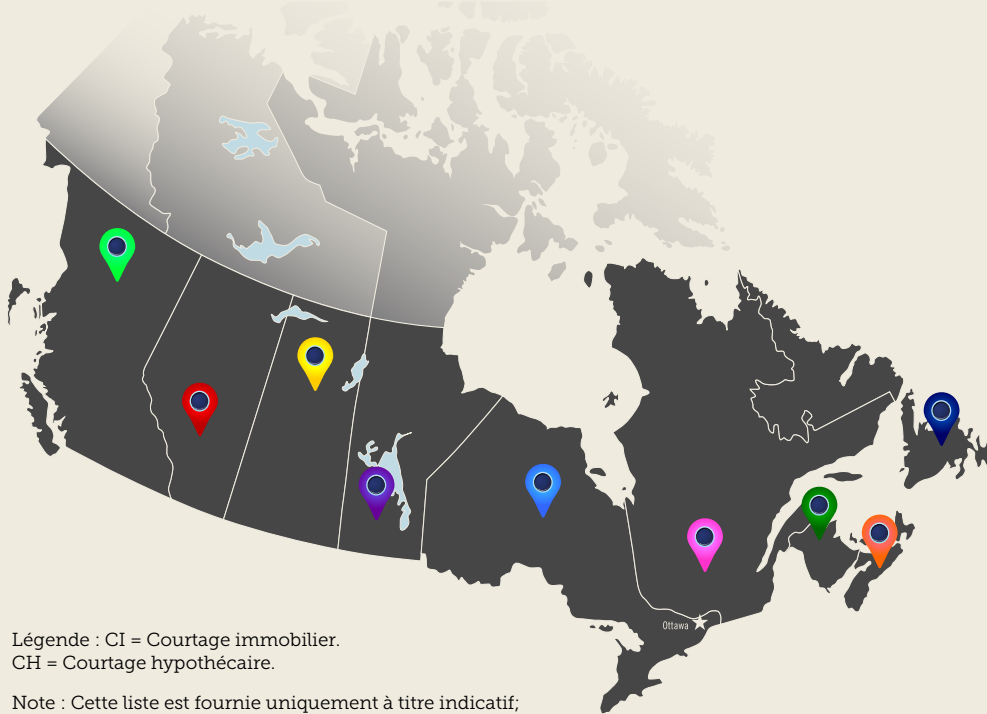 Ottawa
Légende : CI = Courtage immobilier.
CH = Courtage hypothécaire.
Note : Cette liste est fournie uniquement à titre indicatif;